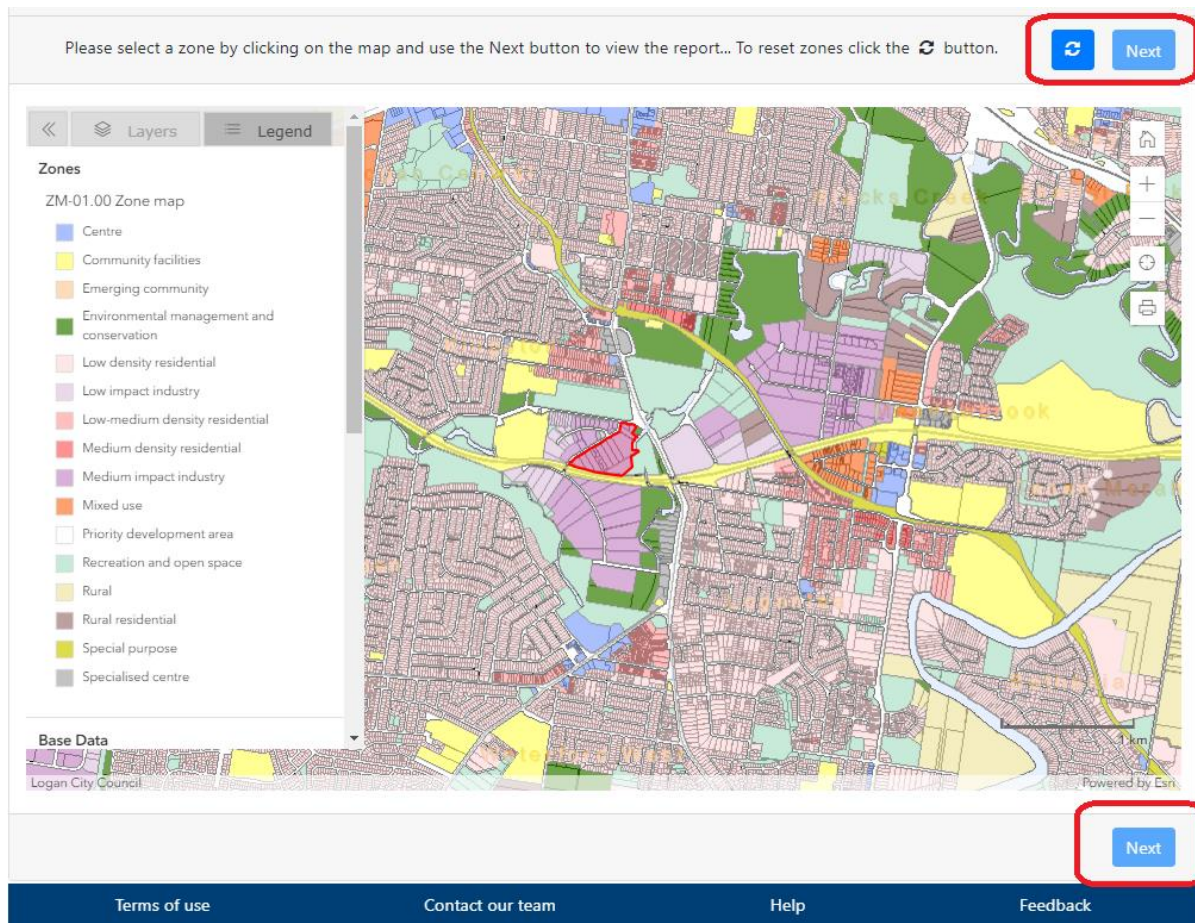 Please select a zone by clicking on the map and use the Next button to view the report... To reset zones click the button.
Next
Layers
Legend
Zones
ZM-01.00 Zone map
Centre
Community facilities
Emerging community
Environmental management and
conservation
Low density residential
Low impact industry
Low-medium density residential
Medium density residential
Medium impact industry
Mixed use
Priority development area
Recreation and open space
Rural
Rural residential
Special purpose
Specialised centre
Base Data
Slacks Creek
Loganlea
1 km
Logan City Council
Powered by Esri
Next
Terms of use
Contact our team
Help
Feedback